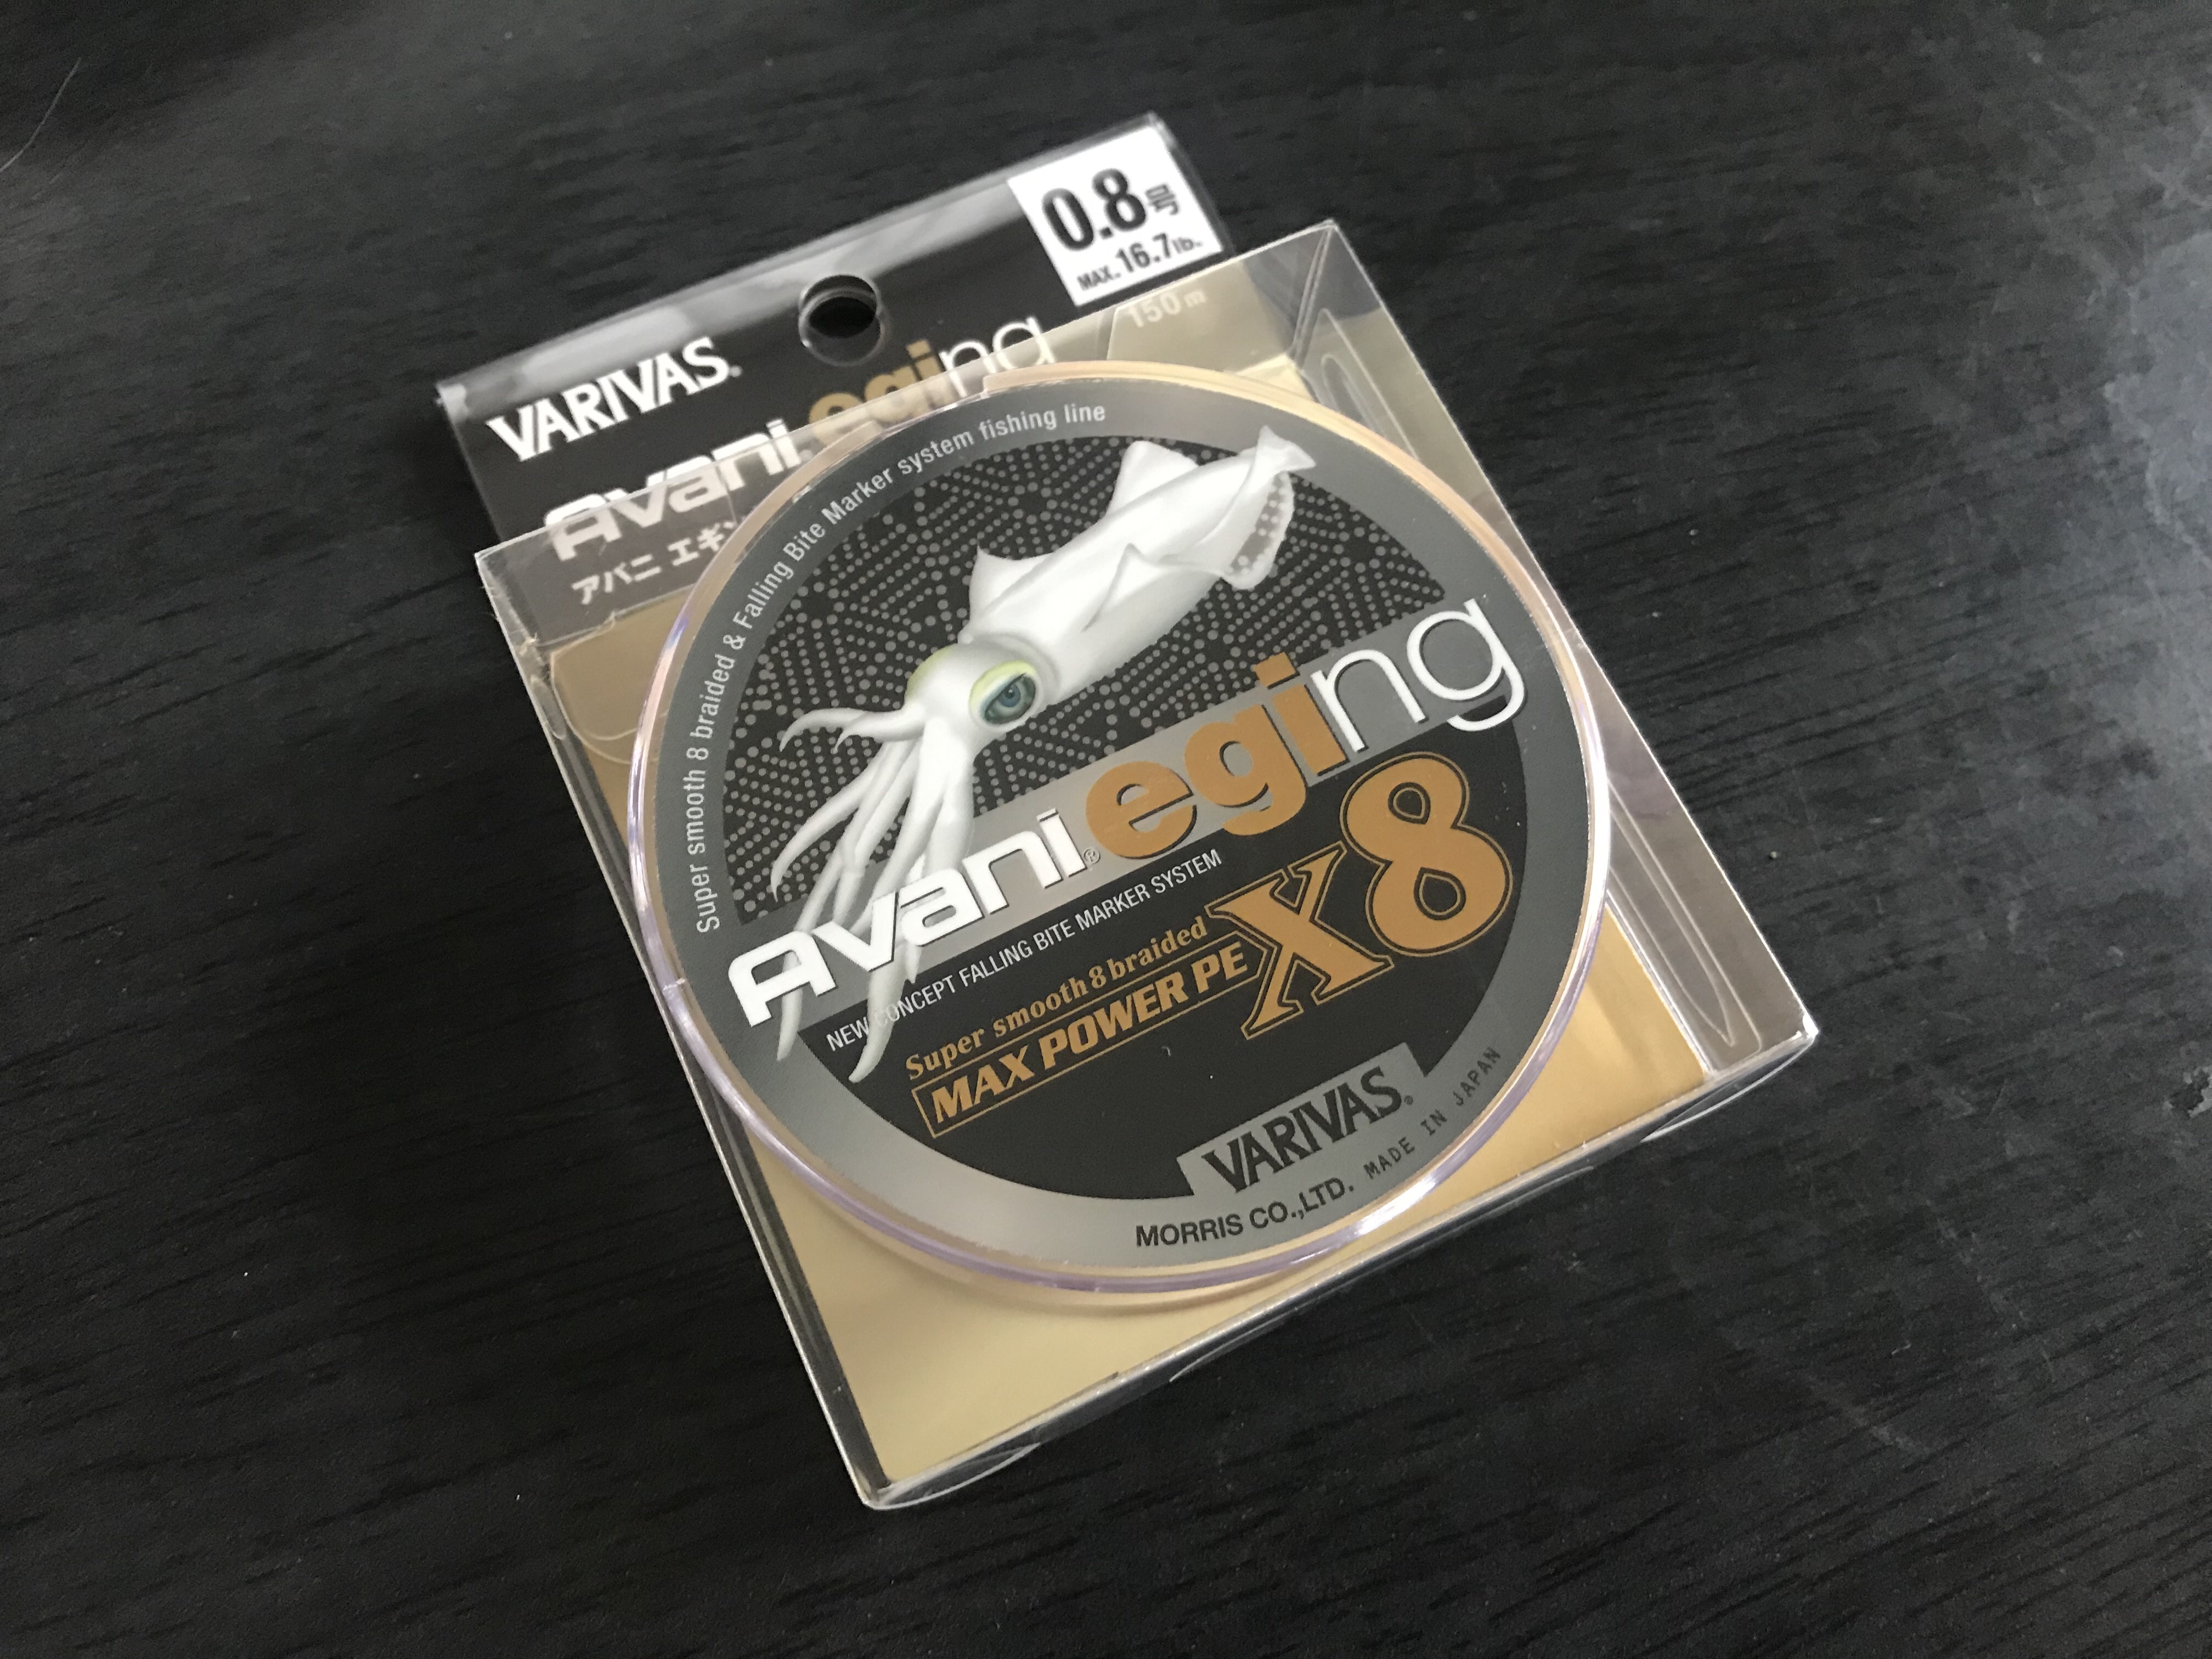 0.8号
MAX.16.7lb.
150m
VARIVAS®
Avani eging
アバニ エギ
Super smooth 8 braided & Falling Bite Marker system fishing line
Avani® eging
NEW CONCEPT FALLING BITE MARKER SYSTEM
Super smooth 8 braided
MAX POWER PE X8
VARIVAS®
MORRIS CO.,LTD. MADE IN JAPAN